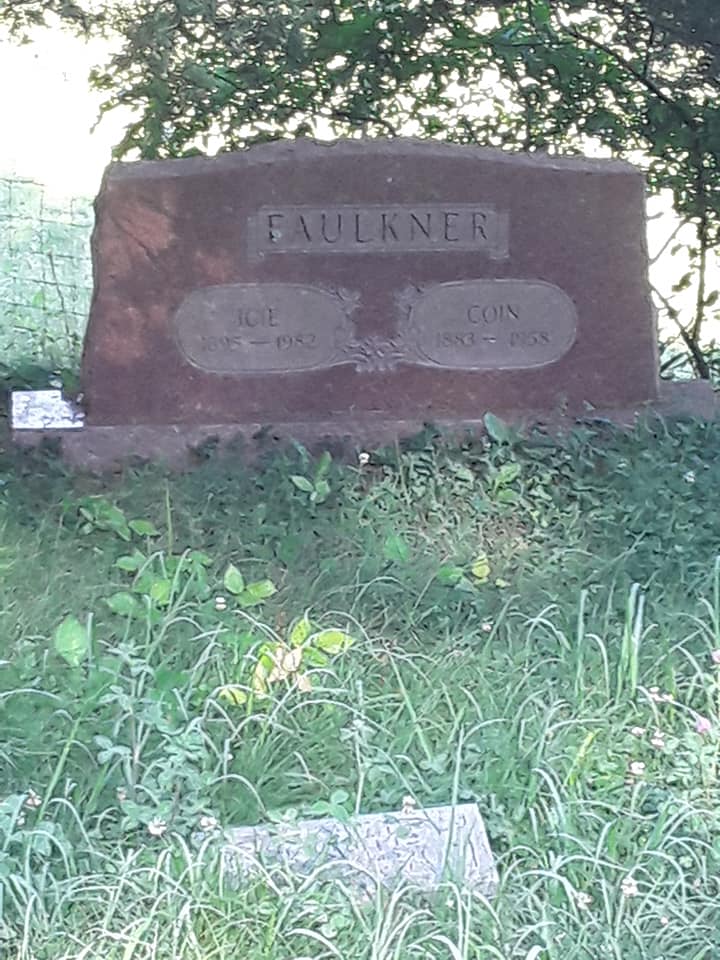 FAULKNER
ICIE
1895 — 1982
COIN
1883 — 1958